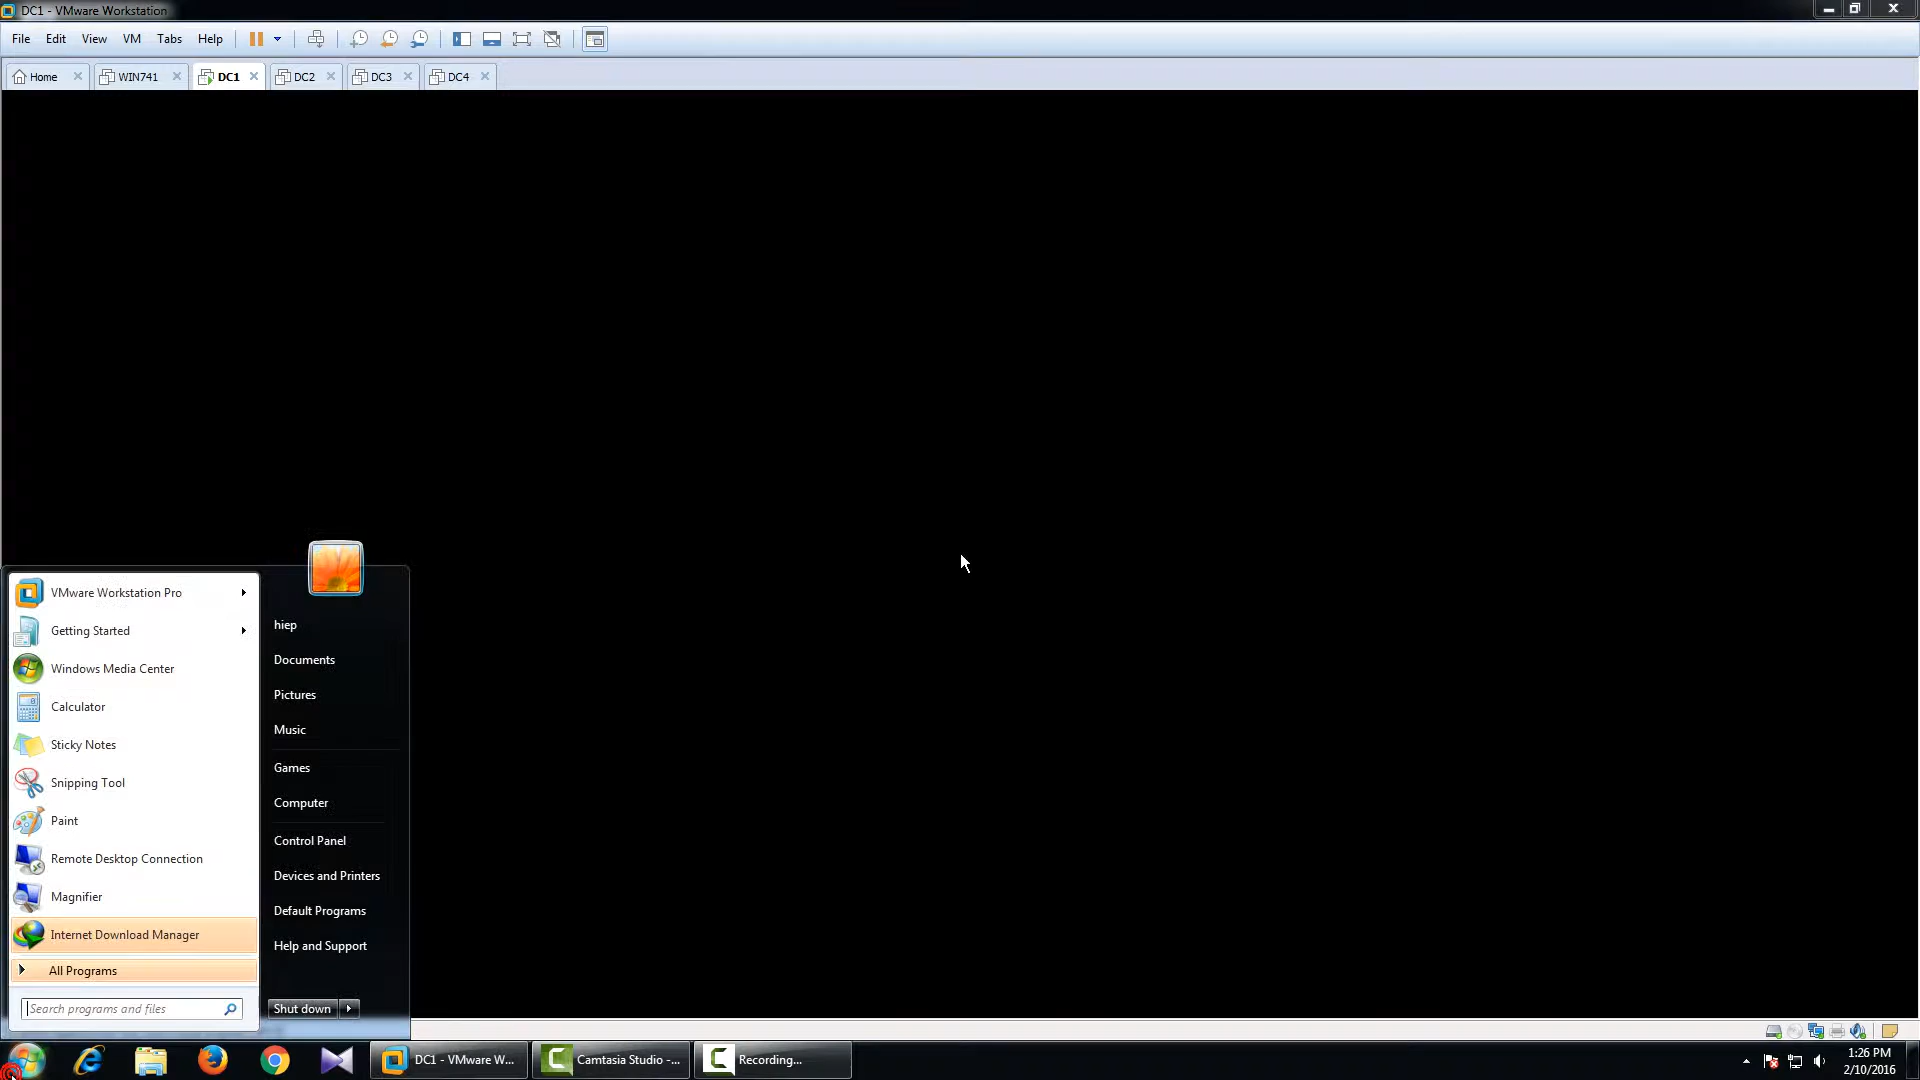 DC1 - VMware Workstation
File Edit View VM Tabs Help
Home WIN741 DC1 DC2 DC3 DC4
VMware Workstation Pro
Getting Started
Windows Media Center
Calculator
Sticky Notes
Snipping Tool
Paint
Remote Desktop Connection
Magnifier
Internet Download Manager
All Programs
Search programs and files
hiep
Documents
Pictures
Music
Games
Computer
Control Panel
Devices and Printers
Default Programs
Help and Support
Shut down
DC1 - VMware W...
Camtasia Studio -...
Recording...
1:26 PM
2/10/2016